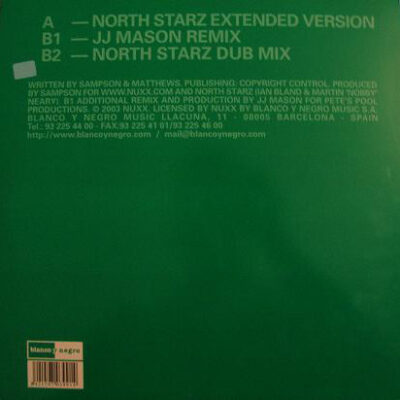 A — NORTH STARZ EXTENDED VERSION
B1 — JJ MASON REMIX
B2 — NORTH STARZ DUB MIX
WRITTEN BY SAMPSON & MATTHEWS. PUBLISHING: COPYRIGHT CONTROL. PRODUCED
BY SAMPSON FOR WWW.NUXX.COM AND NORTH STARZ (IAN BLAND & MARTIN 'NOBBY'
NEARY). B1 ADDITIONAL REMIX AND PRODUCTION BY JJ MASON FOR PETE'S POOL
PRODUCTIONS. © 2003 NUXX. LICENSED BY NUXX BY BLANCO Y NEGRO MUSIC S.A.
BLANCO Y NEGRO MUSIC LLACUNA, 11 - 08005 BARCELONA - SPAIN
Tel.: 93 225 44 00 - FAX:93 225 41 01/93 225 46 00
http://www.blancoynegro.com / mail@blancoynegro.com
blanco y negro